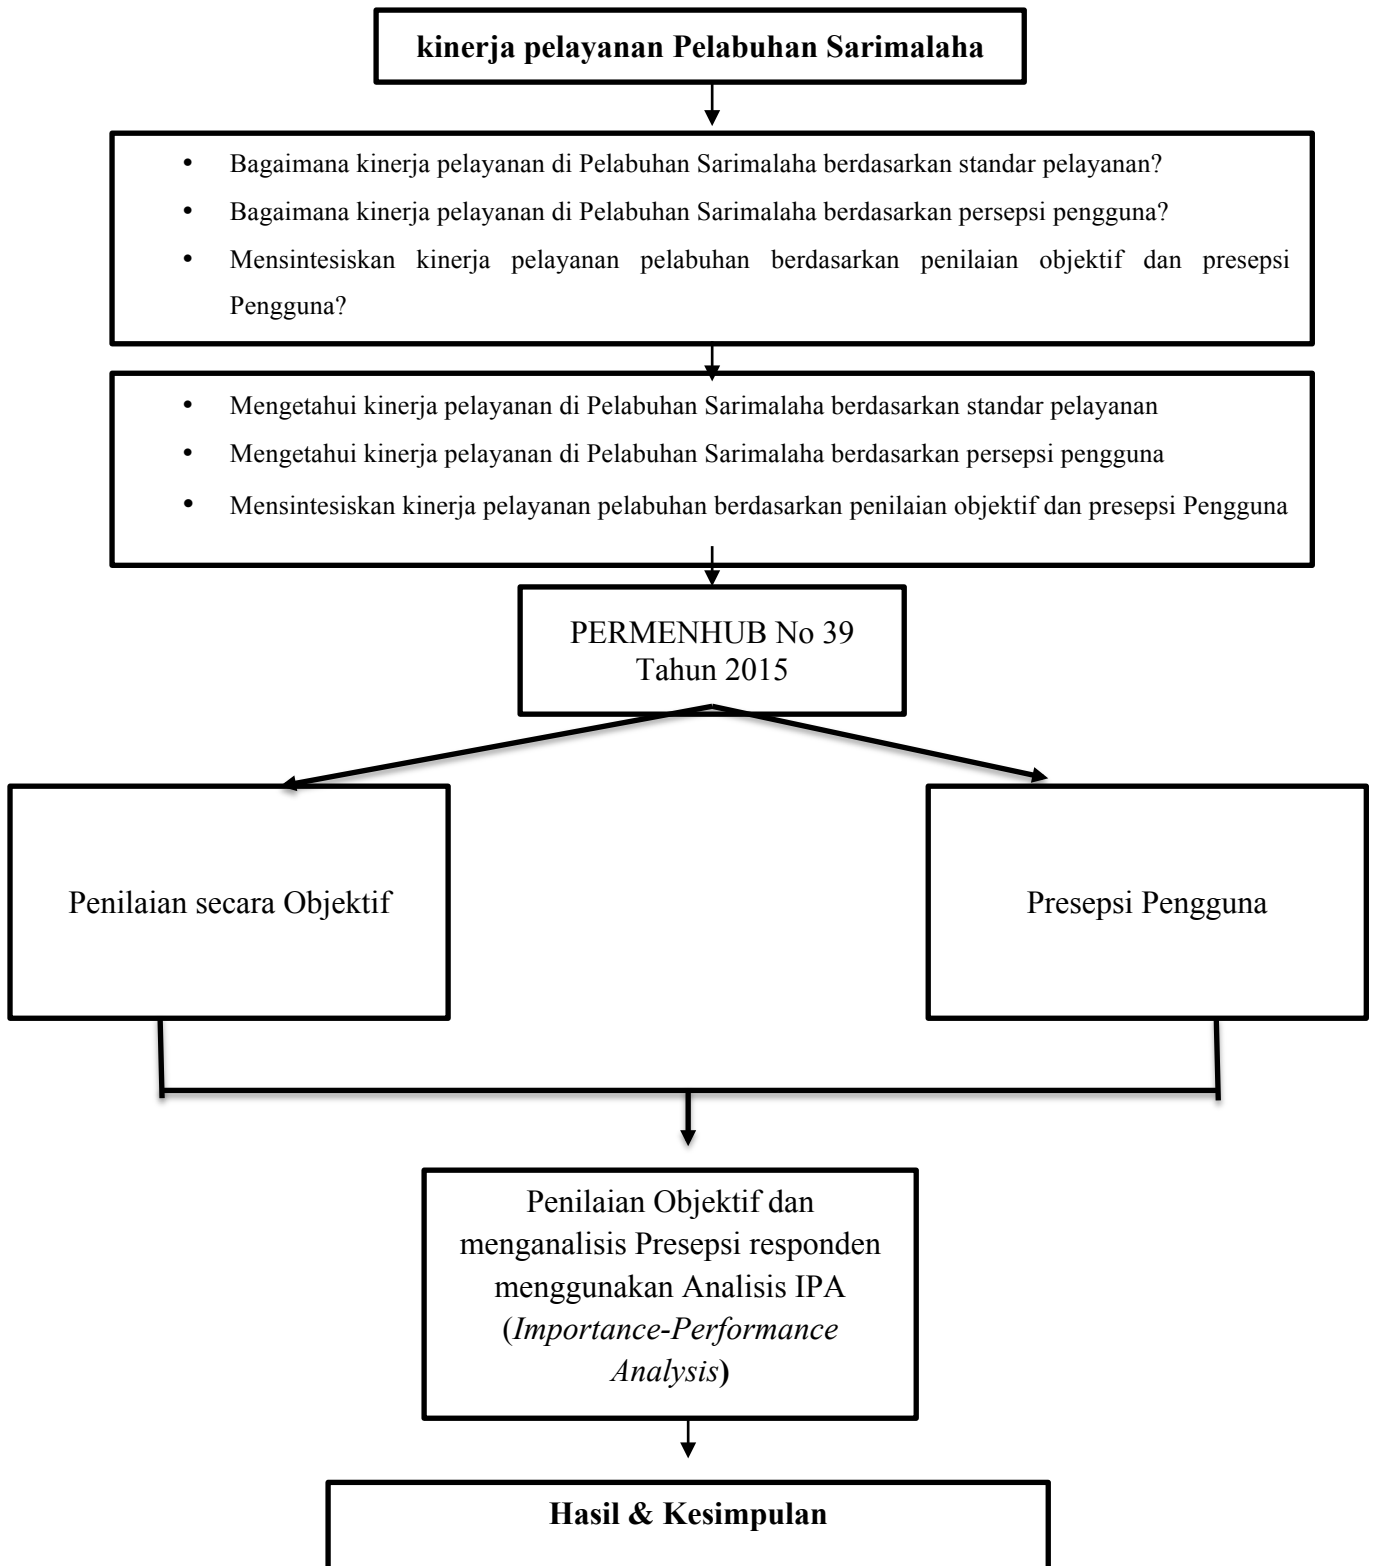 kinerja pelayanan Pelabuhan Sarimalaha
• Bagaimana kinerja pelayanan di Pelabuhan Sarimalaha berdasarkan standar pelayanan?
• Bagaimana kinerja pelayanan di Pelabuhan Sarimalaha berdasarkan persepsi pengguna?
• Mensintesiskan kinerja pelayanan pelabuhan berdasarkan penilaian objektif dan presepsi
Pengguna?
• Mengetahui kinerja pelayanan di Pelabuhan Sarimalaha berdasarkan standar pelayanan
• Mengetahui kinerja pelayanan di Pelabuhan Sarimalaha berdasarkan persepsi pengguna
• Mensintesiskan kinerja pelayanan pelabuhan berdasarkan penilaian objektif dan presepsi Pengguna
PERMENHUB No 39
Tahun 2015
Penilaian secara Objektif
Presepsi Pengguna
Penilaian Objektif dan
menganalisis Presepsi responden
menggunakan Analisis IPA
(Importance-Performance
Analysis)
Hasil & Kesimpulan